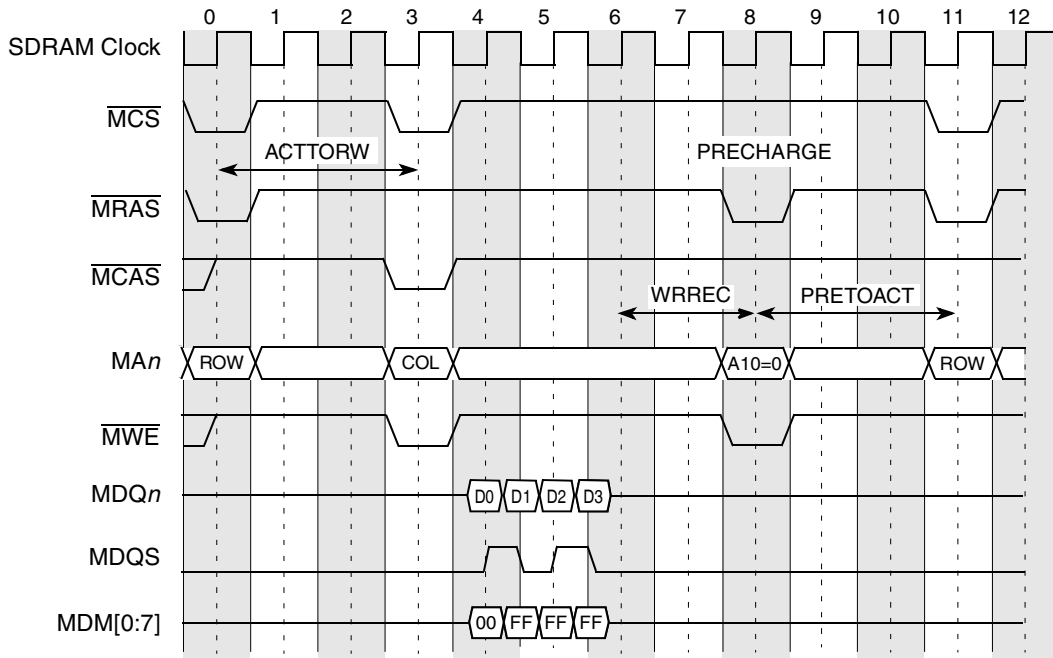 0 1 2 3 4 5 6 7 8 9 10 11 12
SDRAM Clock
MCS
ACTTORW
PRECHARGE
MRAS
MCAS
WRREC PRETOACT
MAn ROW COL A10=0 ROW
MWE
MDQn D0 D1 D2 D3
MDQS
MDM[0:7] 00 FF FF FF